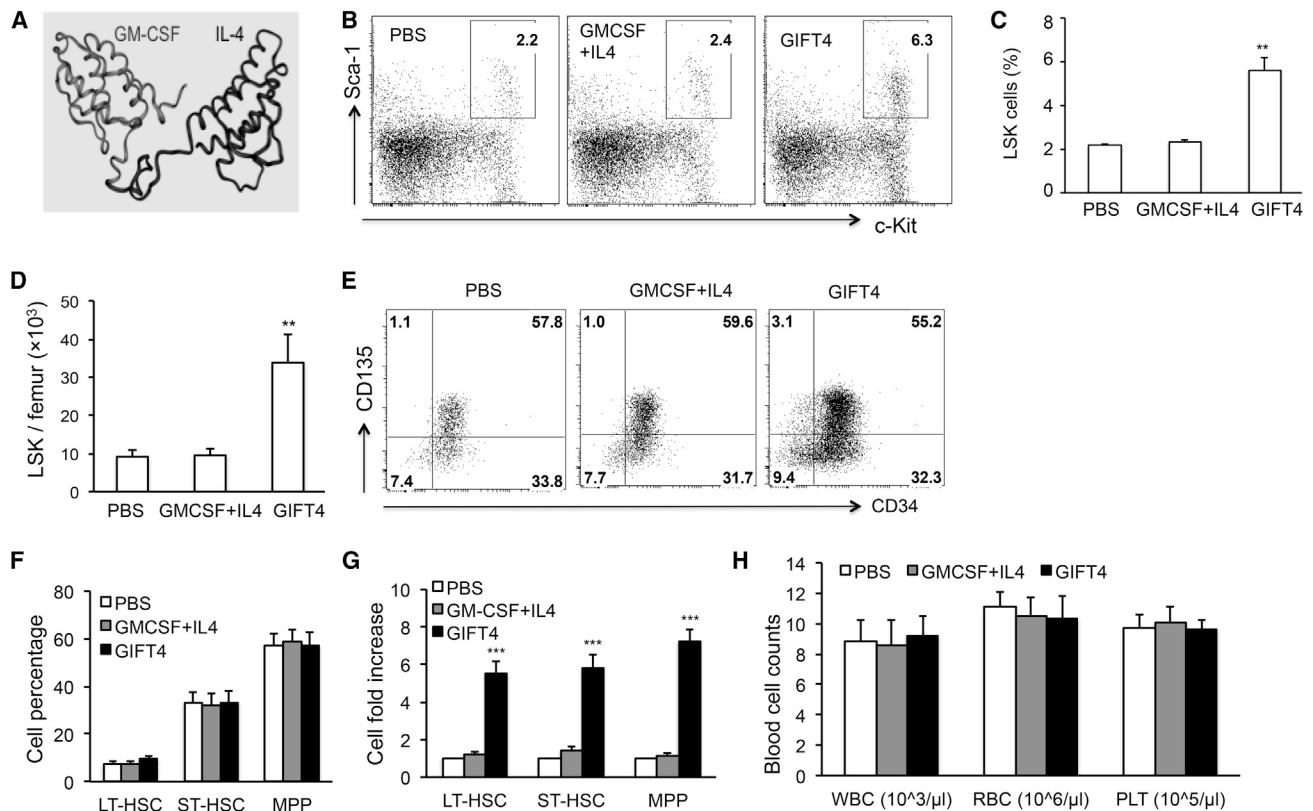 A
GM-CSF IL-4
B
Sca-1
PBS 2.2
GMCSF
+IL4 2.4
GIFT4 6.3
c-Kit
C
LSK cells (%)
8
6
4
2
0
**
PBS GMCSF+IL4 GIFT4
D
LSK / femur (×10³)
50
40
30
20
10
0
**
PBS GMCSF+IL4 GIFT4
E
CD135
PBS GMCSF+IL4 GIFT4
1.1 57.8 1.0 59.6 3.1 55.2
7.4 33.8 7.7 31.7 9.4 32.3
CD34
F
Cell percentage
80
60
40
20
0
PBS
GMCSF+IL4
GIFT4
LT-HSC ST-HSC MPP
G
Cell fold increase
10
8
6
4
2
0
PBS
GM-CSF+IL4
GIFT4
*** *** ***
LT-HSC ST-HSC MPP
H
Blood cell counts
14
12
10
8
6
4
2
0
PBS GMCSF+IL4 GIFT4
WBC (10^3/µl) RBC (10^6/µl) PLT (10^5/µl)